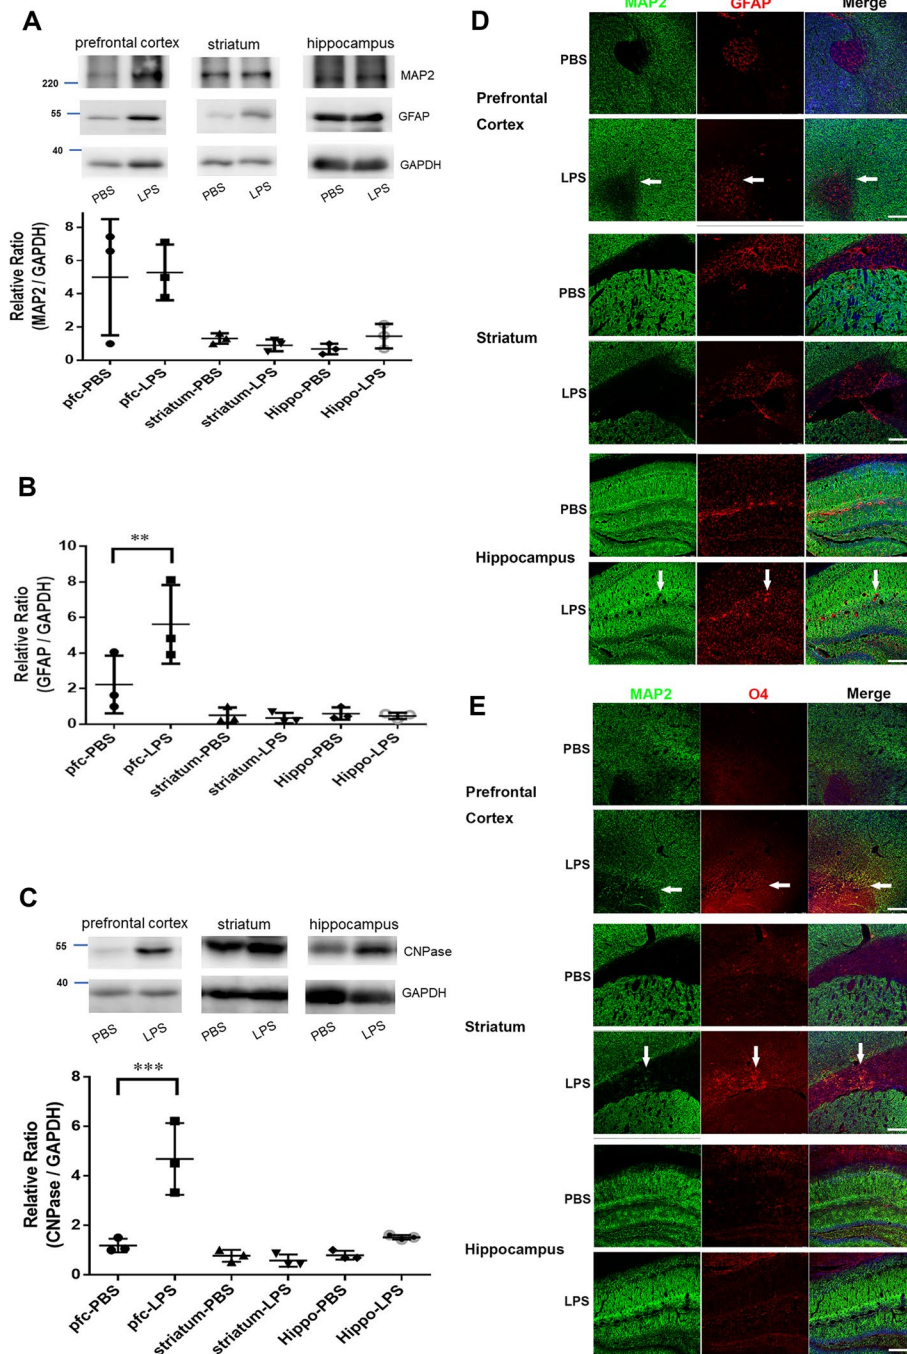 A
prefrontal cortex striatum hippocampus
MAP2
220
55
GFAP
40
GAPDH
PBS LPS PBS LPS PBS LPS
Relative Ratio
(MAP2 / GAPDH)
8
6
4
2
0
pfc-PBS
pfc-LPS
striatum-PBS
striatum-LPS
Hippo-PBS
Hippo-LPS
B
Relative Ratio
(GFAP / GAPDH)
10
8
6
4
2
0
**
pfc-PBS
pfc-LPS
striatum-PBS
striatum-LPS
Hippo-PBS
Hippo-LPS
C
prefrontal cortex striatum hippocampus
55
CNPase
40
GAPDH
PBS LPS PBS LPS PBS LPS
Relative Ratio
(CNPase / GAPDH)
8
6
4
2
0
***
pfc-PBS
pfc-LPS
striatum-PBS
striatum-LPS
Hippo-PBS
Hippo-LPS
D
MAP2 GFAP Merge
PBS
Prefrontal
Cortex
LPS
PBS
Striatum
LPS
PBS
Hippocampus
LPS
E
MAP2 O4 Merge
PBS
Prefrontal
Cortex
LPS
PBS
Striatum
LPS
PBS
Hippocampus
LPS